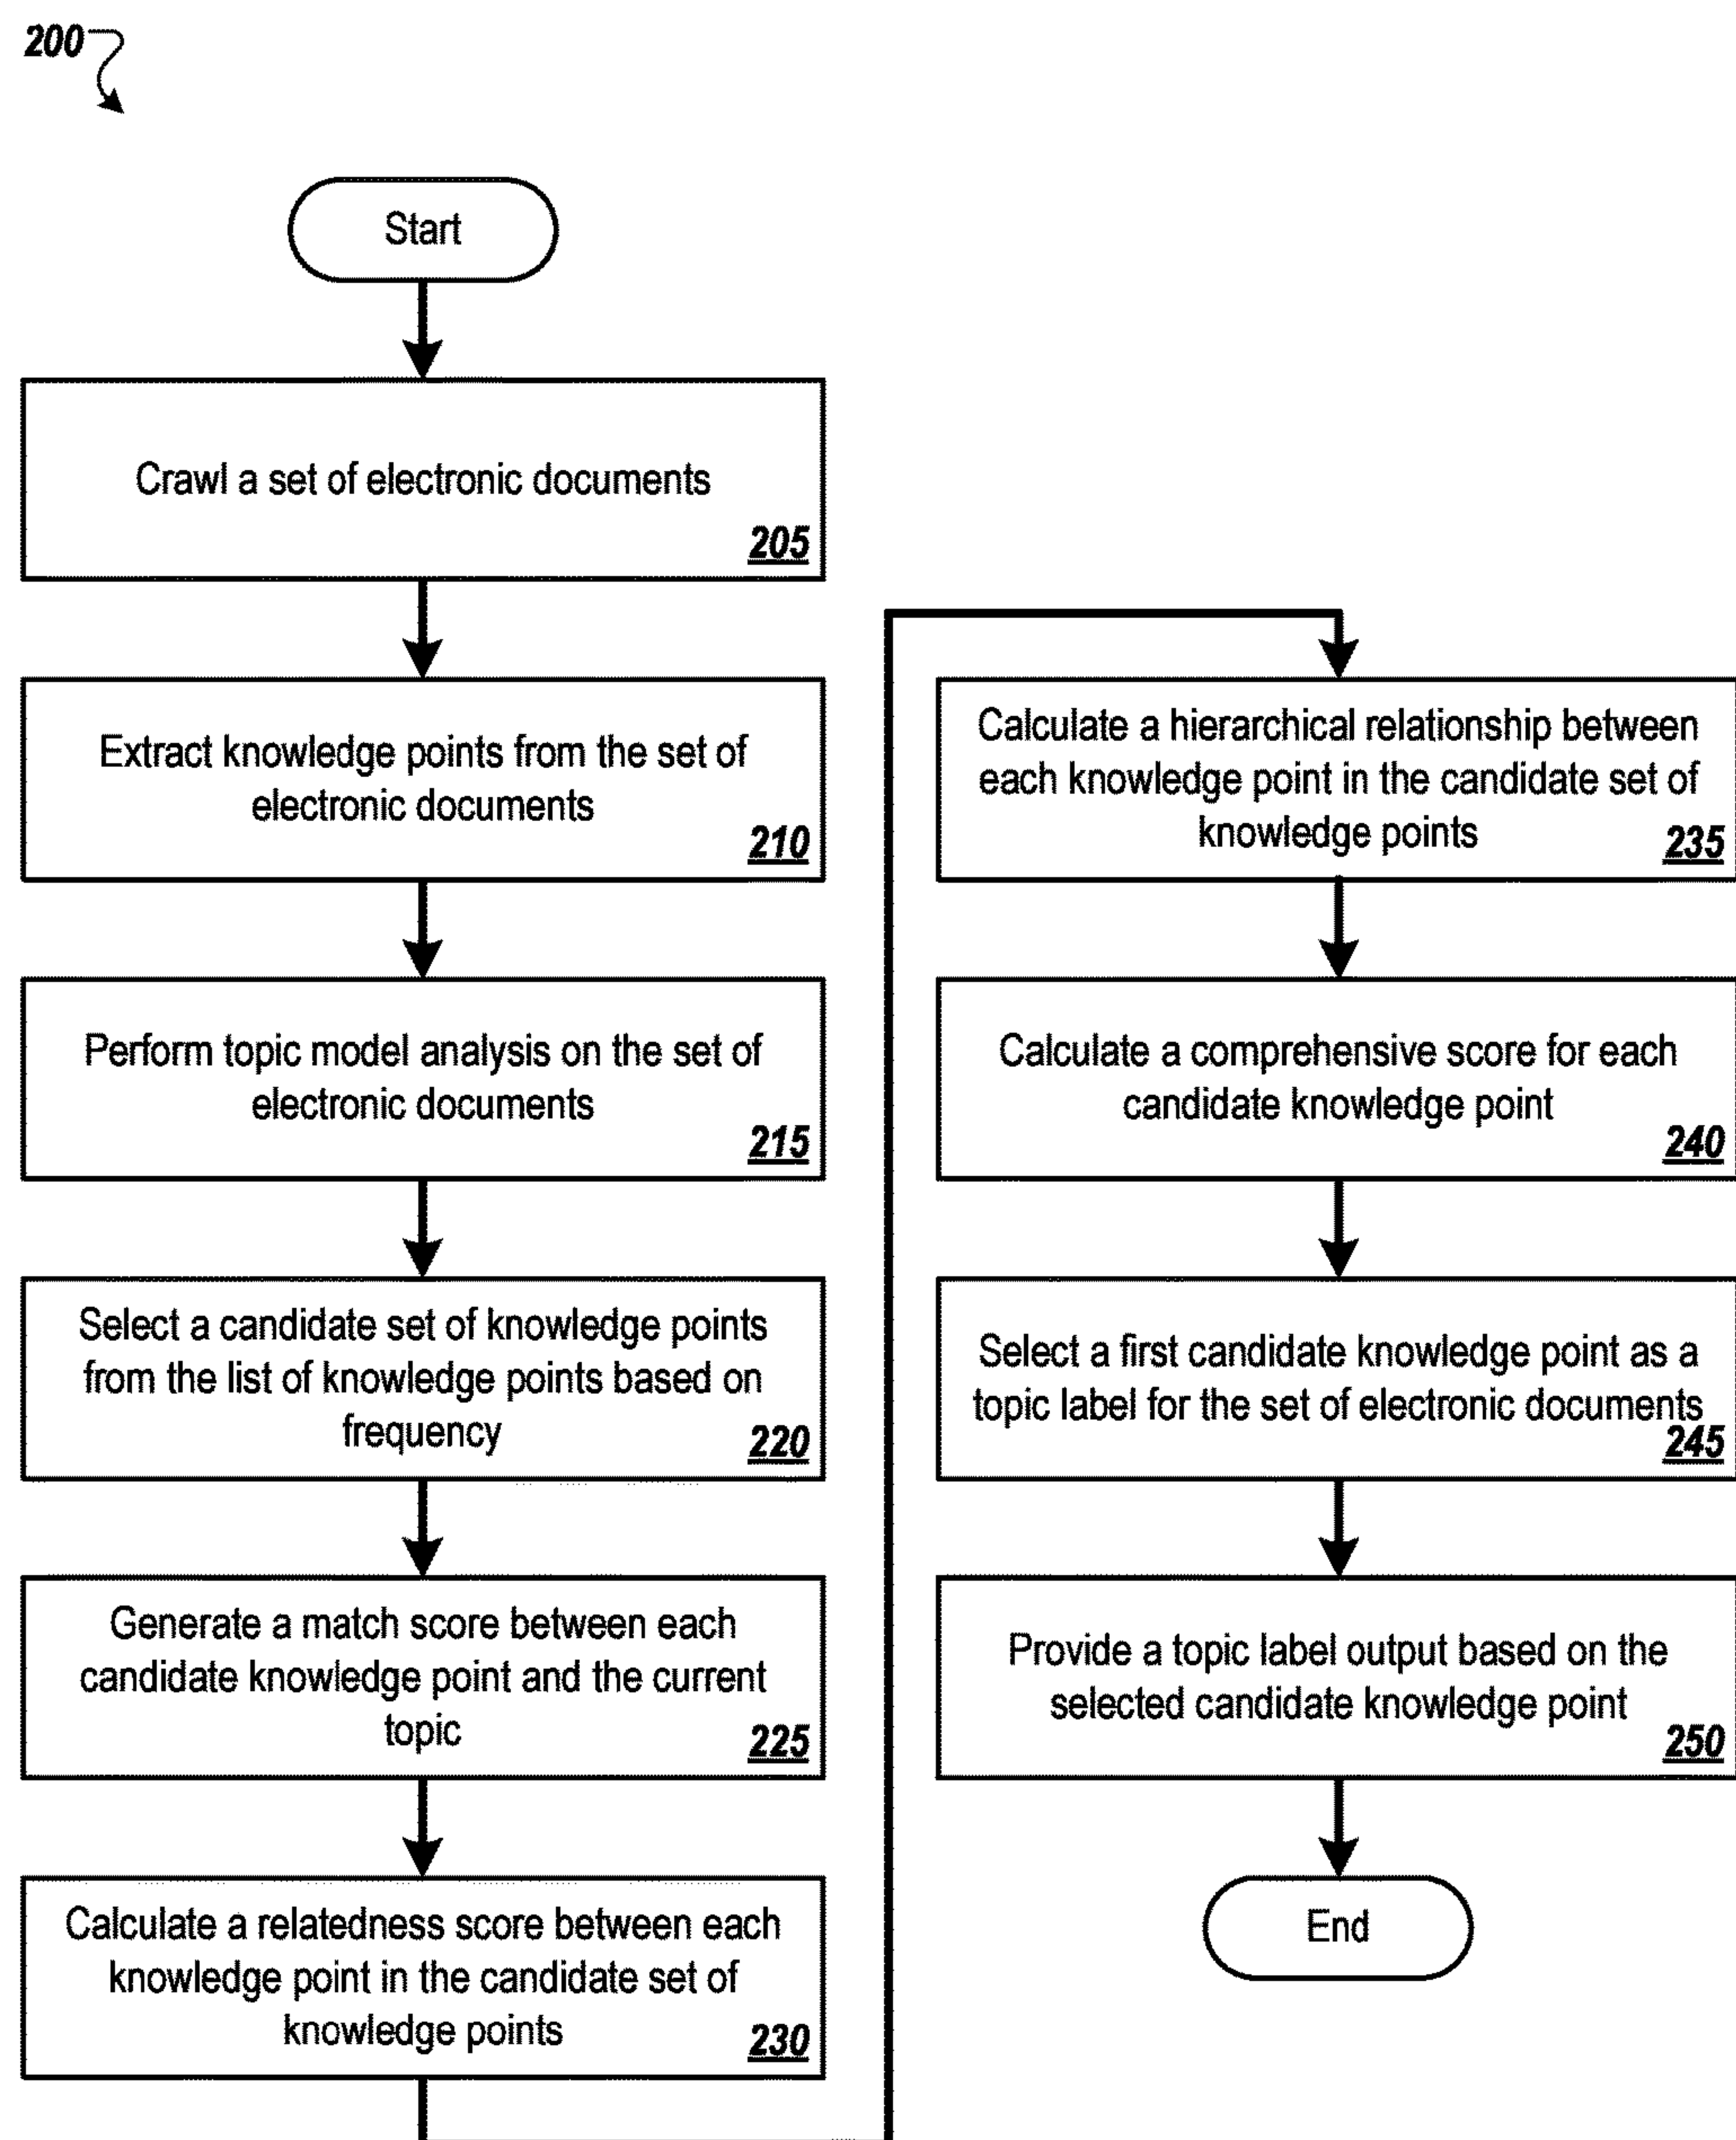 200
Start
Crawl a set of electronic documents
205
Extract knowledge points from the set of
electronic documents
210
Perform topic model analysis on the set of
electronic documents
215
Select a candidate set of knowledge points
from the list of knowledge points based on
frequency
220
Generate a match score between each
candidate knowledge point and the current
topic
225
Calculate a relatedness score between each
knowledge point in the candidate set of
knowledge points
230
Calculate a hierarchical relationship between
each knowledge point in the candidate set of
knowledge points
235
Calculate a comprehensive score for each
candidate knowledge point
240
Select a first candidate knowledge point as a
topic label for the set of electronic documents
245
Provide a topic label output based on the
selected candidate knowledge point
250
End